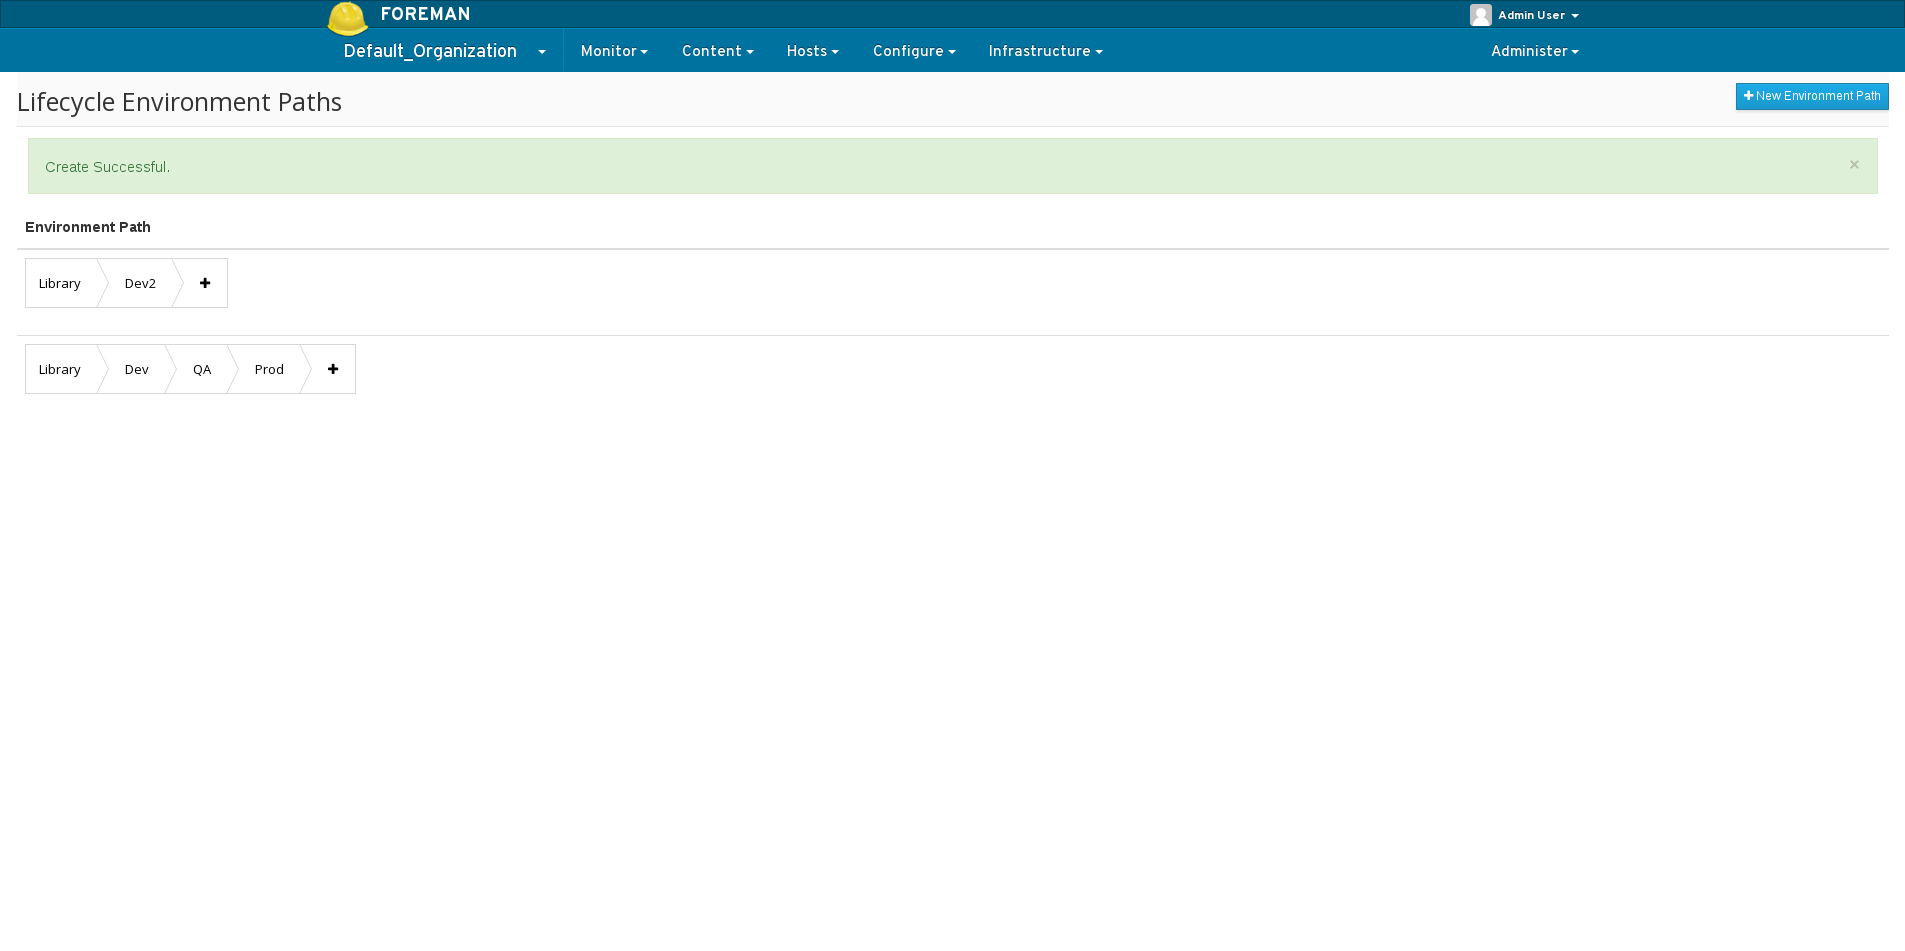 FOREMAN Admin User
Default_Organization Monitor Content Hosts Configure Infrastructure Administer
Lifecycle Environment Paths
New Environment Path
Create Successful.
×
Environment Path
Library Dev2
Library Dev QA Prod